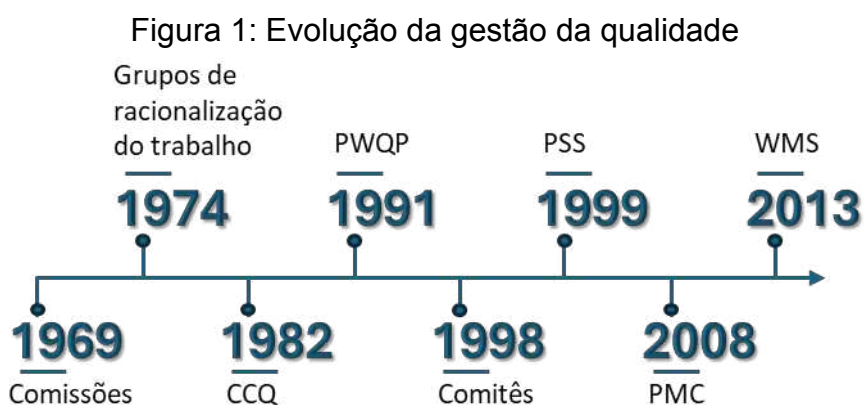 Figura 1: Evolução da gestão da qualidade
Grupos de
racionalização
do trabalho
PWQP
PSS
WMS
1974
1991
1999
2013
1969
1982
1998
2008
Comissões
CCQ
Comitês
PMC